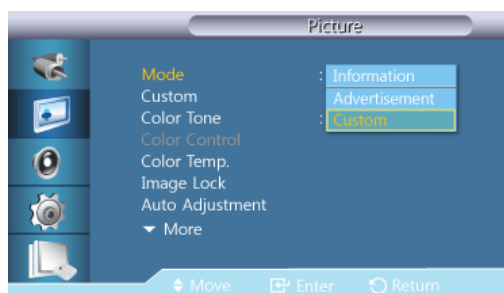 Picture
Mode : Information
Custom Advertisement
Color Tone : Custom
Color Control
Color Temp.
Image Lock
Auto Adjustment
More
Move Enter Return